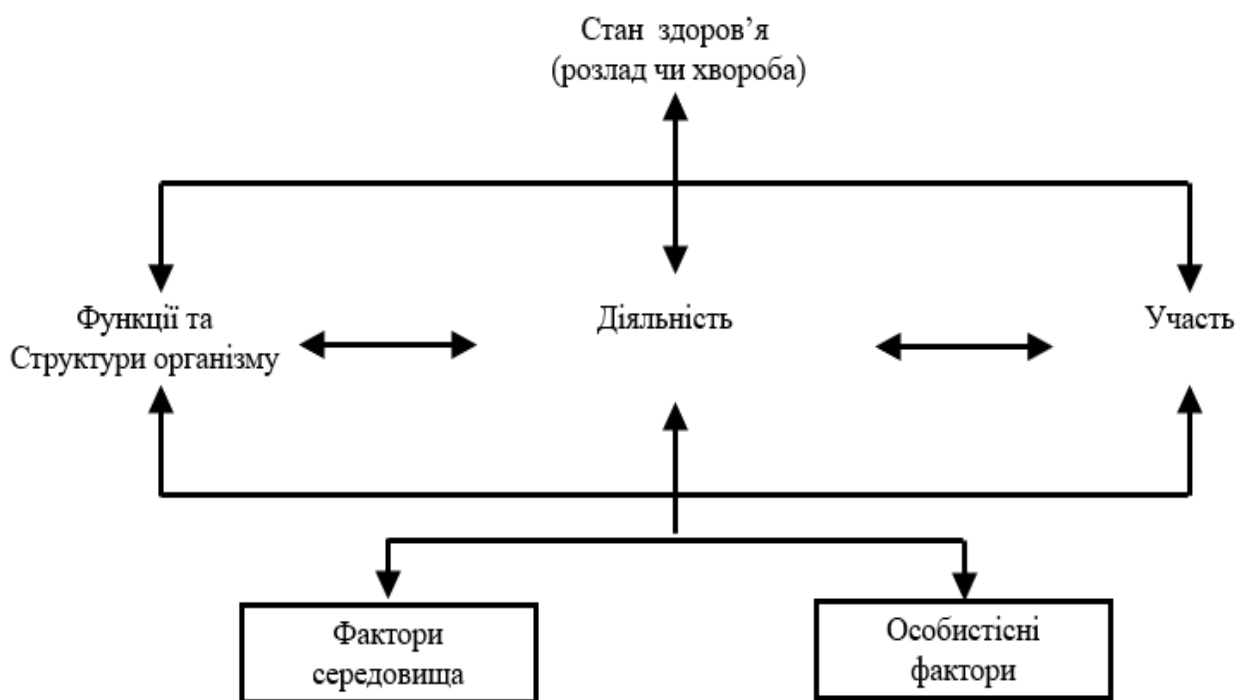 Стан здоров’я
(розлад чи хвороба)
Функції та
Структури організму
Діяльність
Участь
Фактори
середовища
Особистісні
фактори